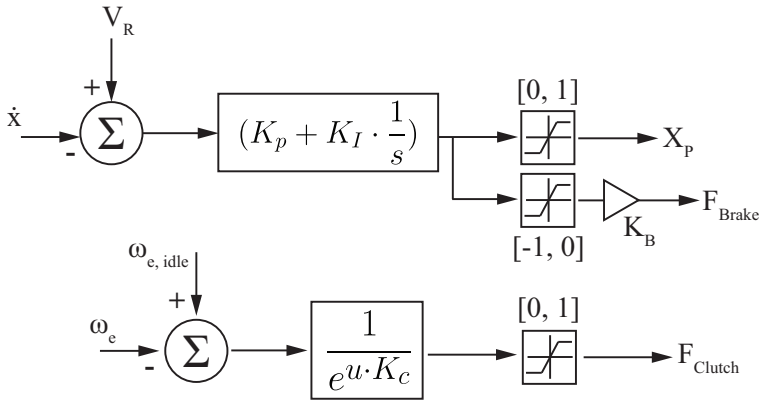 V_R
+
ẋ
-
Σ
(K_p + K_I · 1/s)
[0, 1]
X_P
[-1, 0]
K_B
F_Brake
ω_e, idle
+
ω_e
-
Σ
1/e^{u·K_c}
[0, 1]
F_Clutch